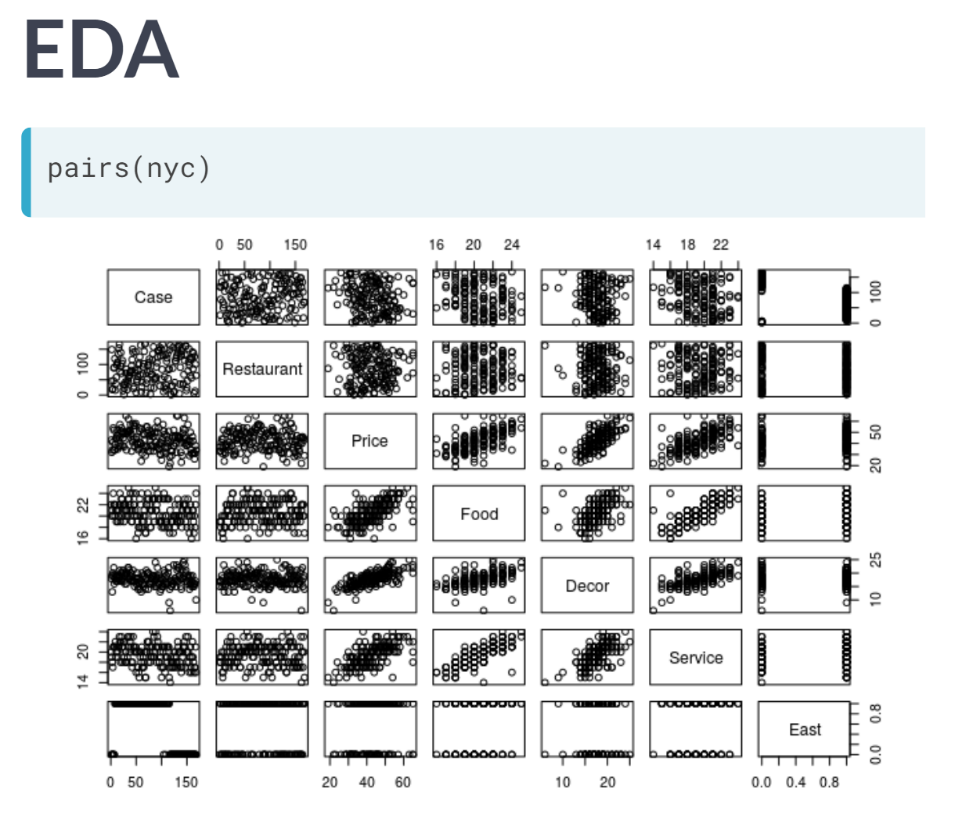 EDA
pairs(nyc)
0 50 150 16 20 24 14 18 22
Case
0 100
0 100
Restaurant
Price
20 50
16 22
Food
Decor
10 25
14 20
Service
East
0.0 0.8
0 50 150 20 40 60 10 20 0.0 0.4 0.8